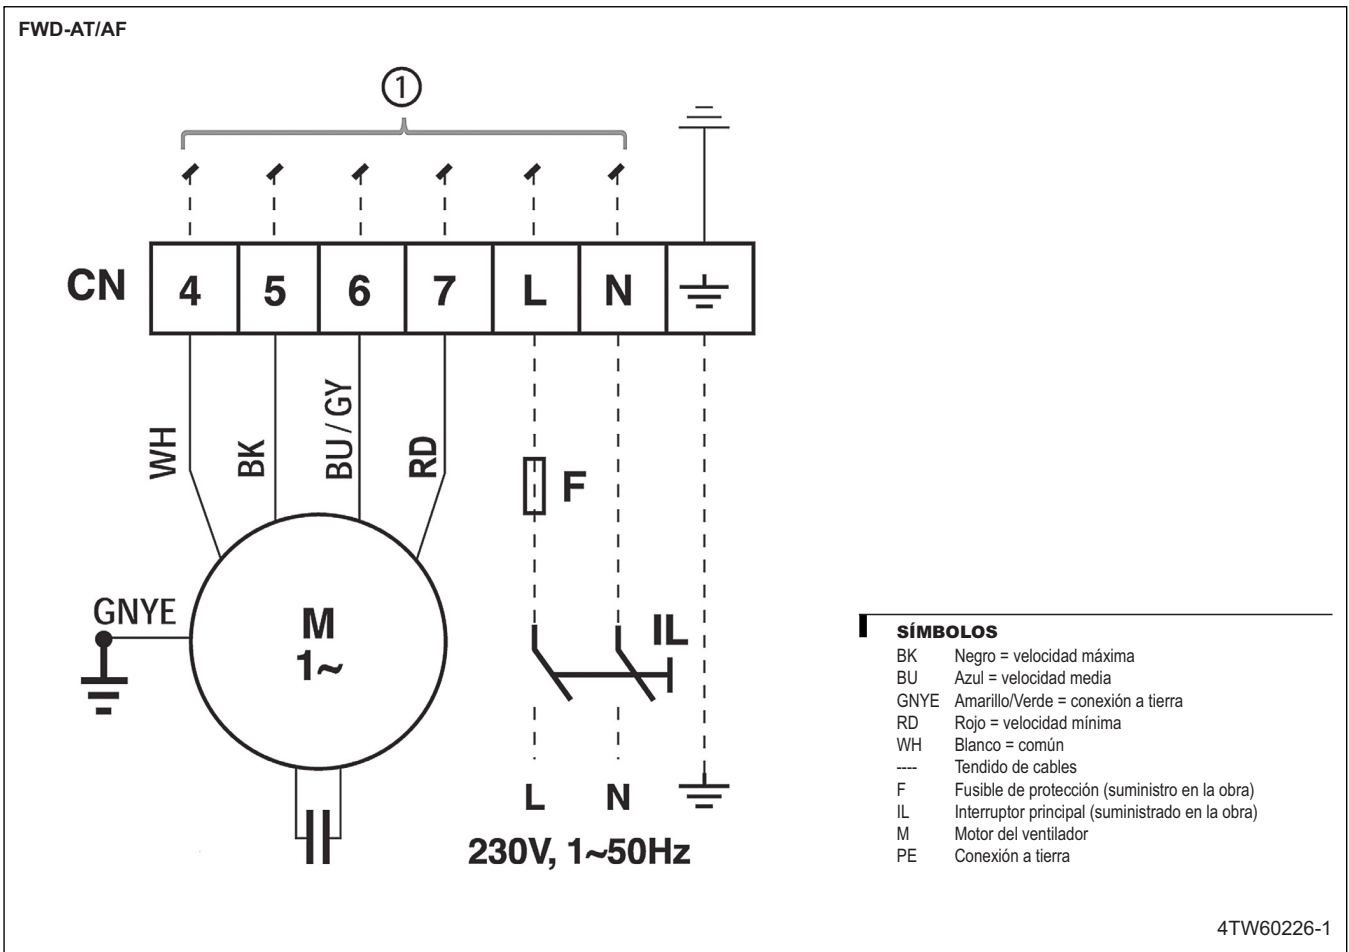 FWD-AT/AF
1
CN 4 5 6 7 L N
WH BK BU / GY RD
F
GNYE
M
1~
IL
L N
230V, 1~50Hz
SÍMBOLOS
BK Negro = velocidad máxima
BU Azul = velocidad media
GNYE Amarillo/Verde = conexión a tierra
RD Rojo = velocidad mínima
WH Blanco = común
---- Tendido de cables
F Fusible de protección (suministro en la obra)
IL Interruptor principal (suministrado en la obra)
M Motor del ventilador
PE Conexión a tierra
4TW60226-1